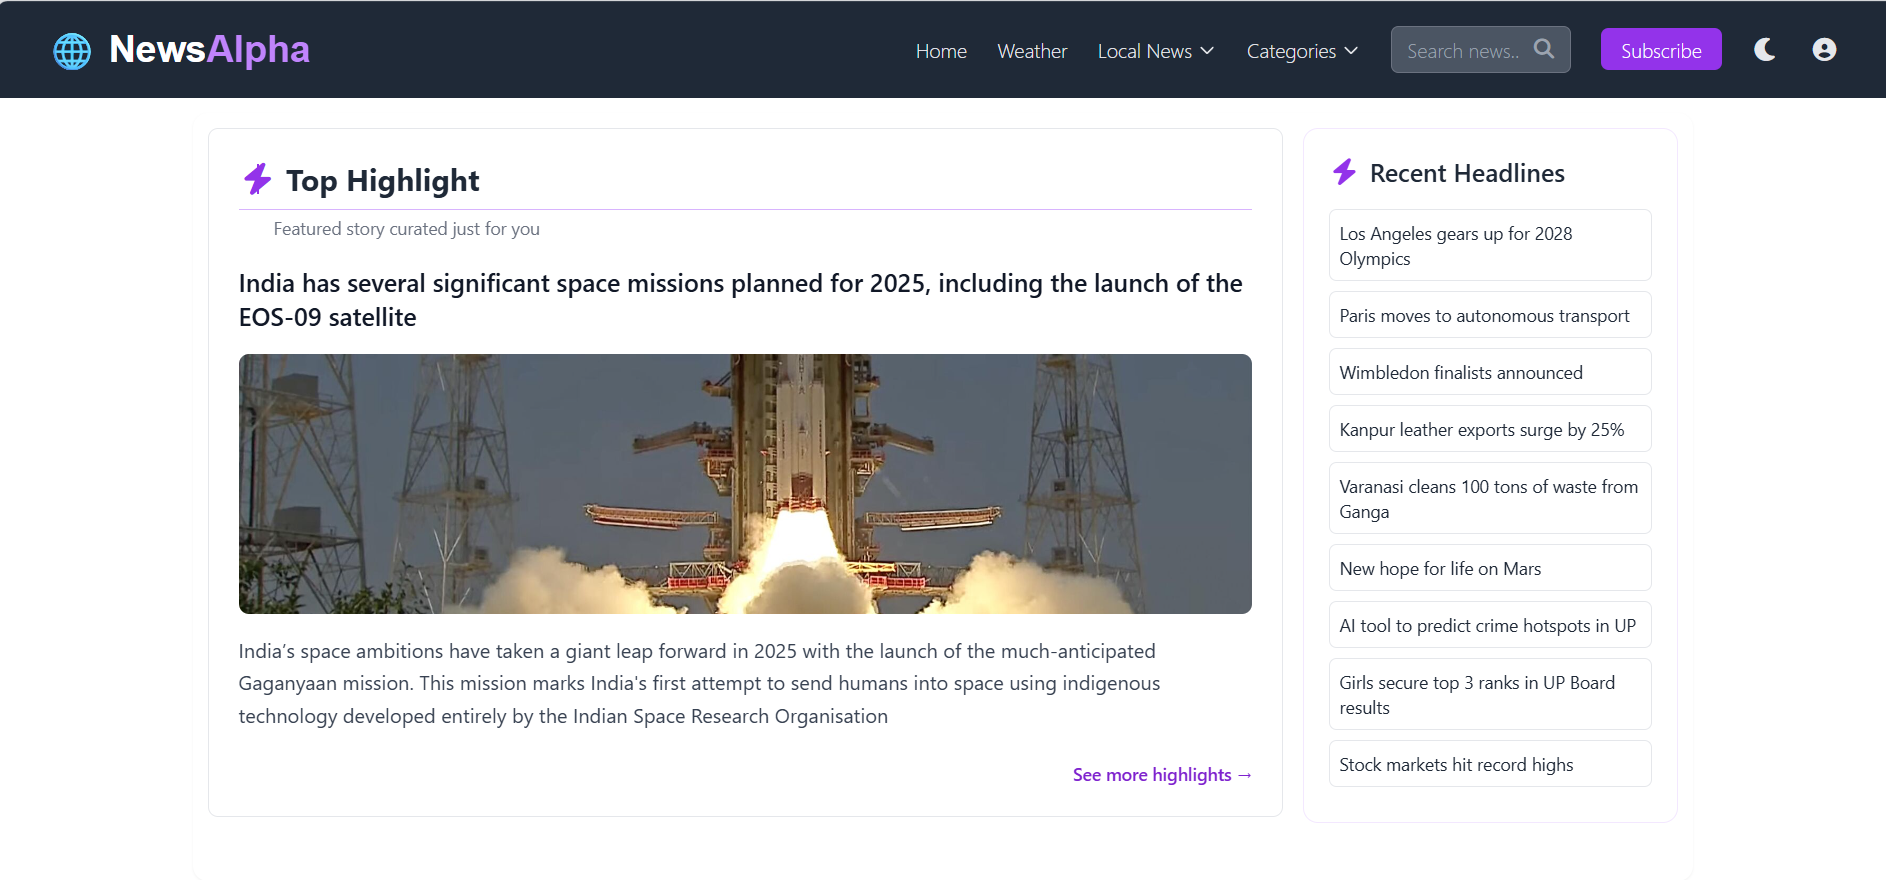 NewsAlpha
Home Weather Local News Categories Search news.. Subscribe
Top Highlight
Featured story curated just for you
India has several significant space missions planned for 2025, including the launch of the
EOS-09 satellite
India’s space ambitions have taken a giant leap forward in 2025 with the launch of the much-anticipated
Gaganyaan mission. This mission marks India's first attempt to send humans into space using indigenous
technology developed entirely by the Indian Space Research Organisation
See more highlights →
Recent Headlines
Los Angeles gears up for 2028
Olympics
Paris moves to autonomous transport
Wimbledon finalists announced
Kanpur leather exports surge by 25%
Varanasi cleans 100 tons of waste from
Ganga
New hope for life on Mars
AI tool to predict crime hotspots in UP
Girls secure top 3 ranks in UP Board
results
Stock markets hit record highs